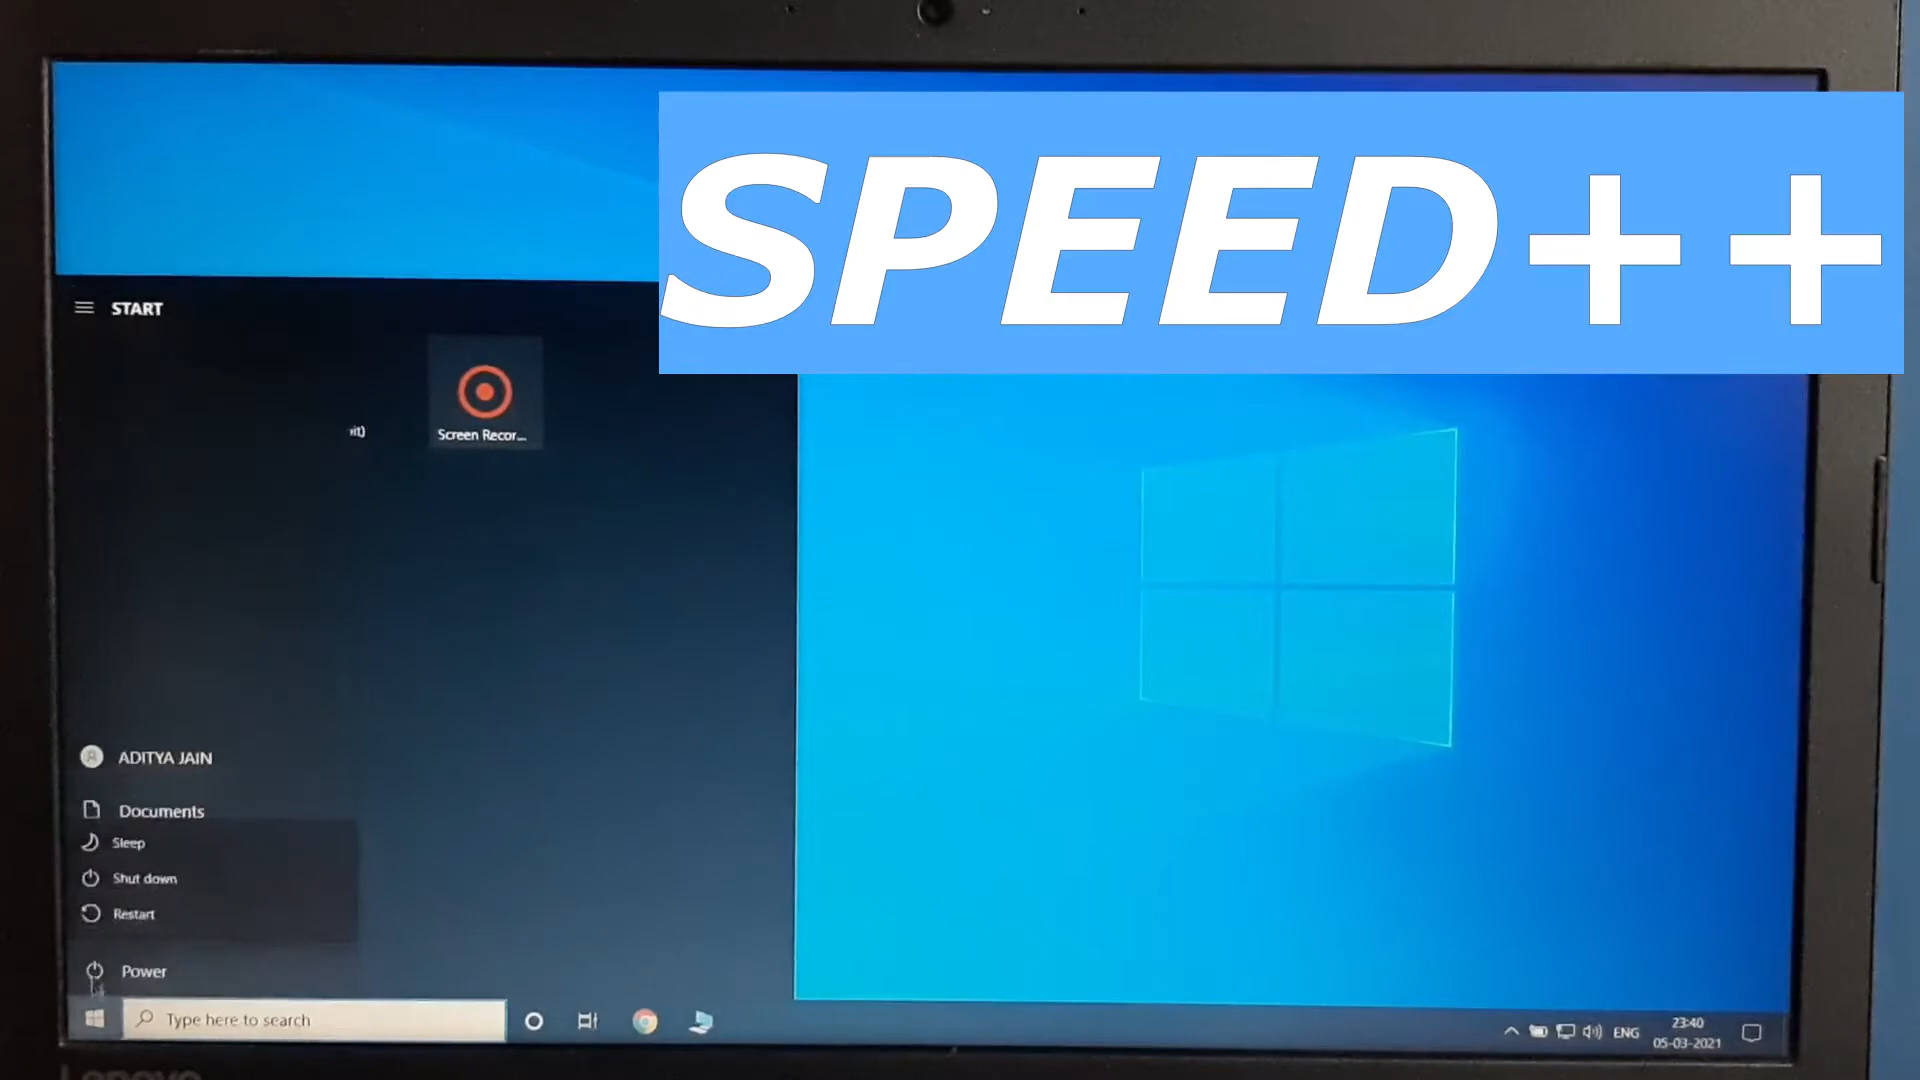 SPEED++
START
Screen Recor...
ADITYA JAIN
Documents
Sleep
Shut down
Restart
Power
Type here to search
ENG
23:40
05-03-2021
Lenovo